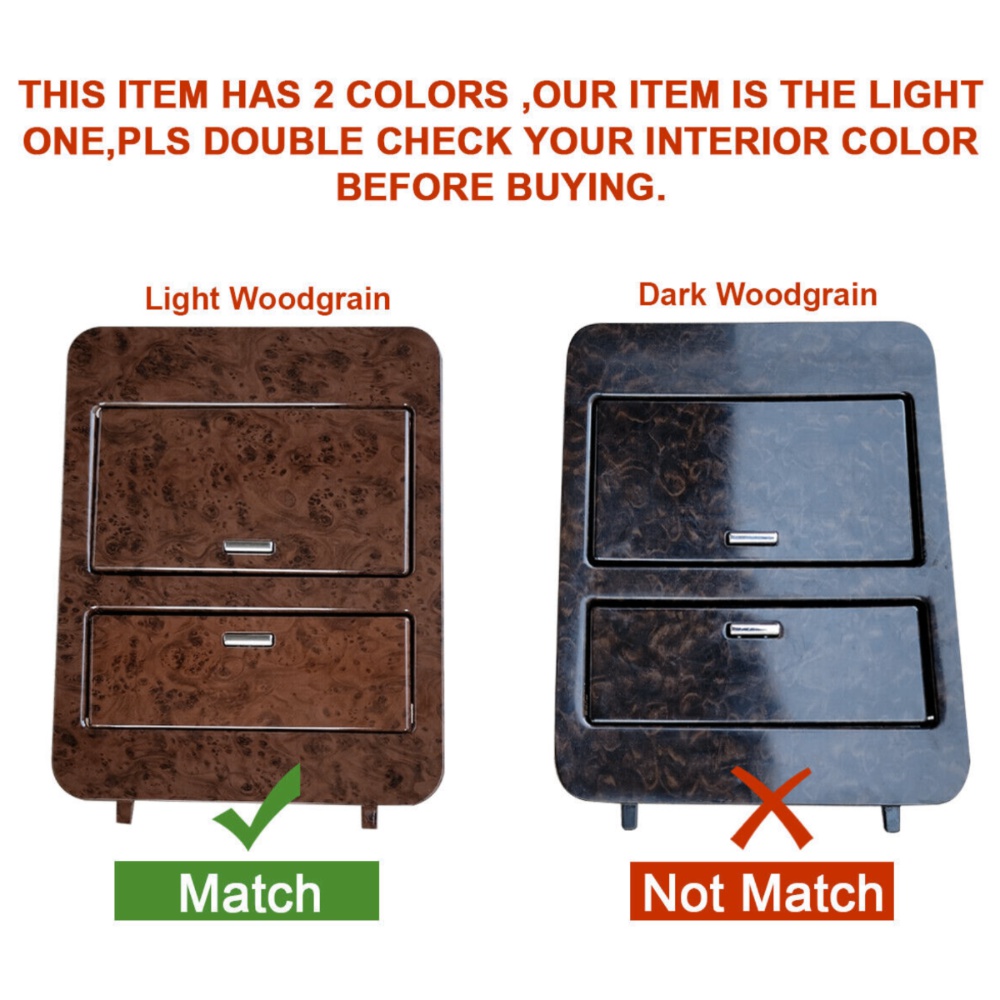 THIS ITEM HAS 2 COLORS ,OUR ITEM IS THE LIGHT
ONE,PLS DOUBLE CHECK YOUR INTERIOR COLOR
BEFORE BUYING.
Light Woodgrain
Dark Woodgrain
Match
Not Match